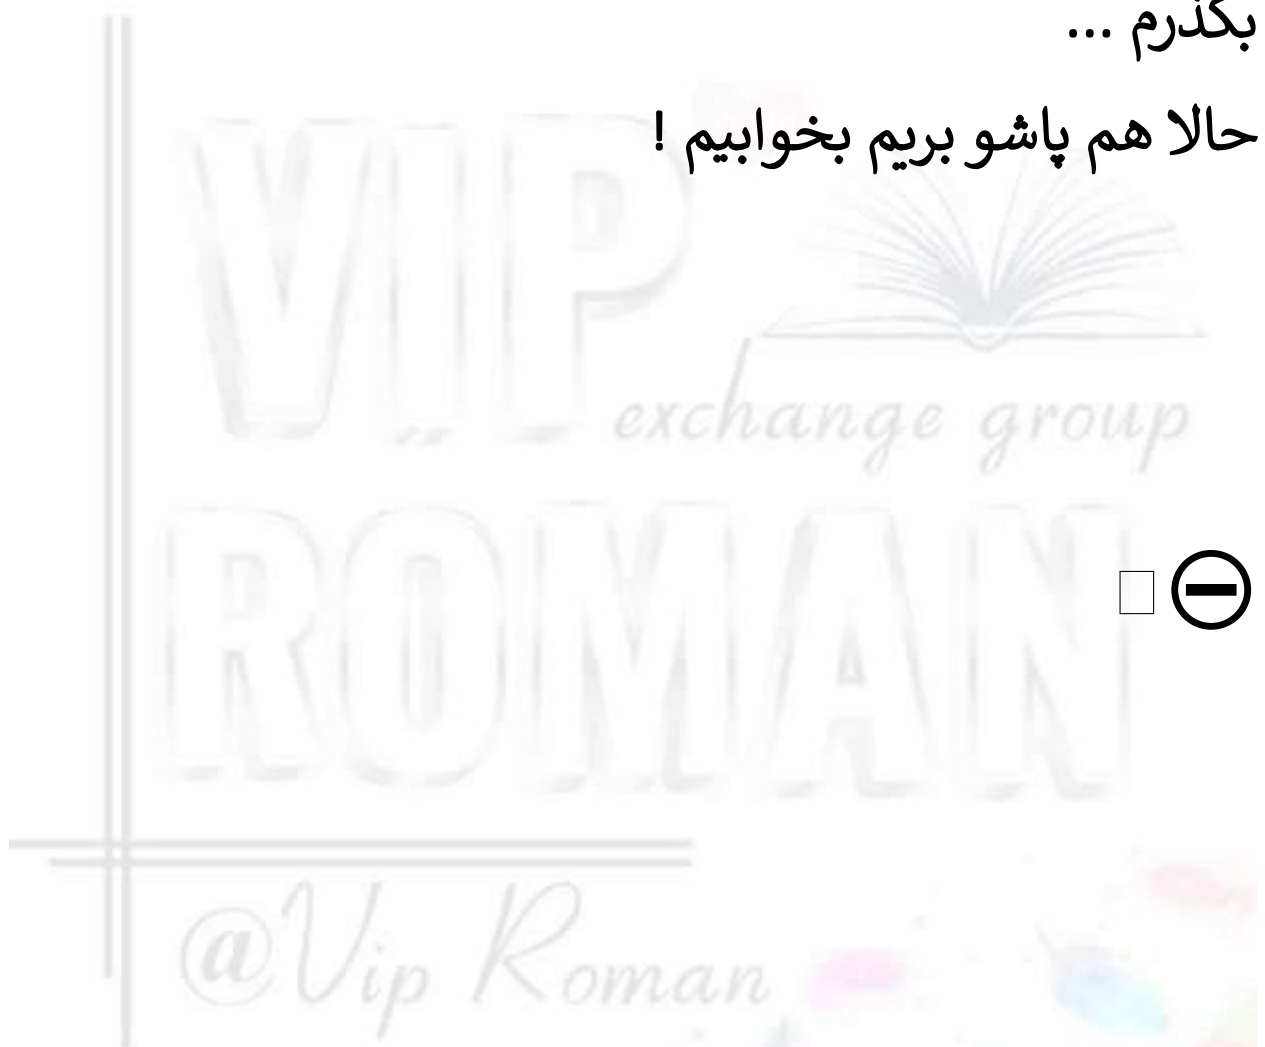 بگذرم ...
حالا هم پاشو بریم بخوابیم !
VIP
exchange group
ROMAN
⊖
@Vip Roman